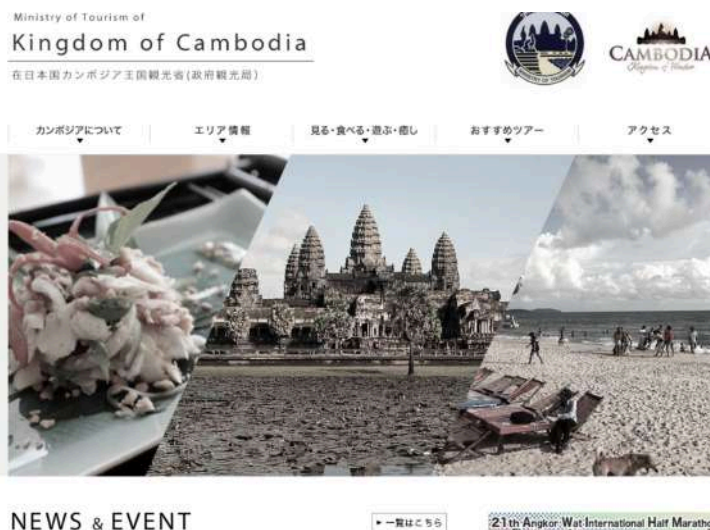 Ministry of Tourism of
Kingdom of Cambodia
在日本国カンボジア王国観光省(政府観光局)
CAMBODIA
Kingdom of Wonder
カンボジアについて
エリア情報
見る・食べる・遊ぶ・癒し
おすすめツアー
アクセス
NEWS & EVENT
一覧はこちら
21th Angkor Wat International Half Maratho